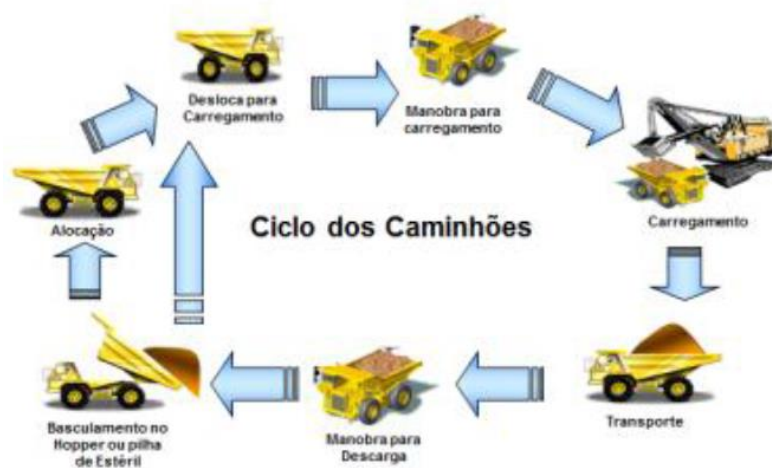 Desloca para
Carregamento
Manobra para
carregamento
Carregamento
Alocação
Ciclo dos Caminhões
Transporte
Manobra para
Descarga
Basculamento no
Hopper ou pilha
de Estéril